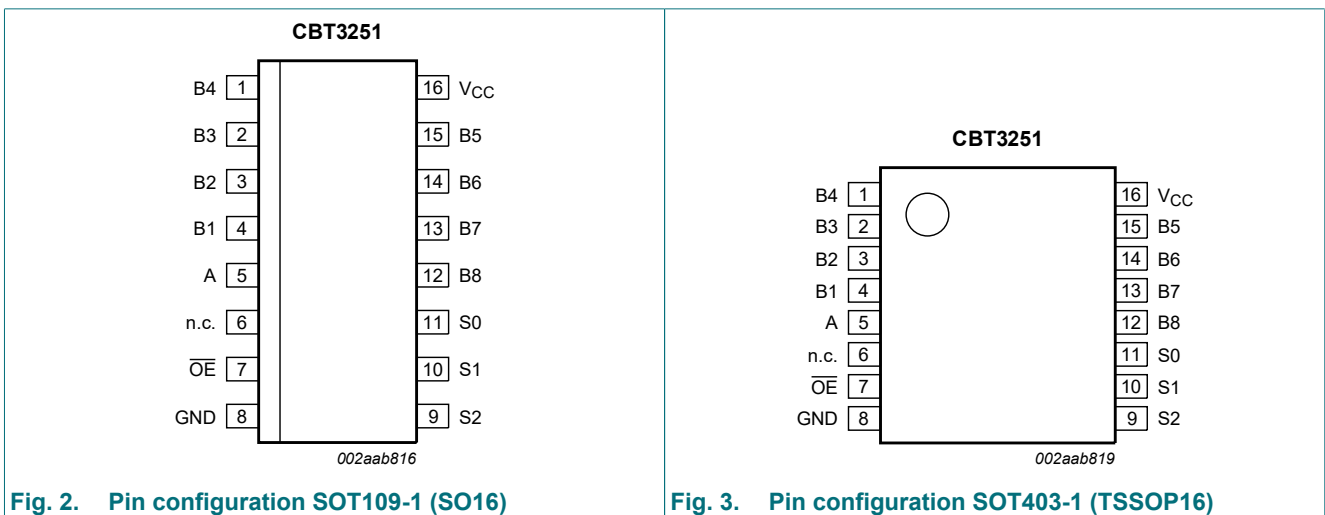 CBT3251
B4 1 16 VCC
B3 2 15 B5
B2 3 14 B6
B1 4 13 B7
A 5 12 B8
n.c. 6 11 S0
OE 7 10 S1
GND 8 9 S2
002aab816
Fig. 2. Pin configuration SOT109-1 (SO16)
CBT3251
B4 1 16 VCC
B3 2 15 B5
B2 3 14 B6
B1 4 13 B7
A 5 12 B8
n.c. 6 11 S0
OE 7 10 S1
GND 8 9 S2
002aab819
Fig. 3. Pin configuration SOT403-1 (TSSOP16)